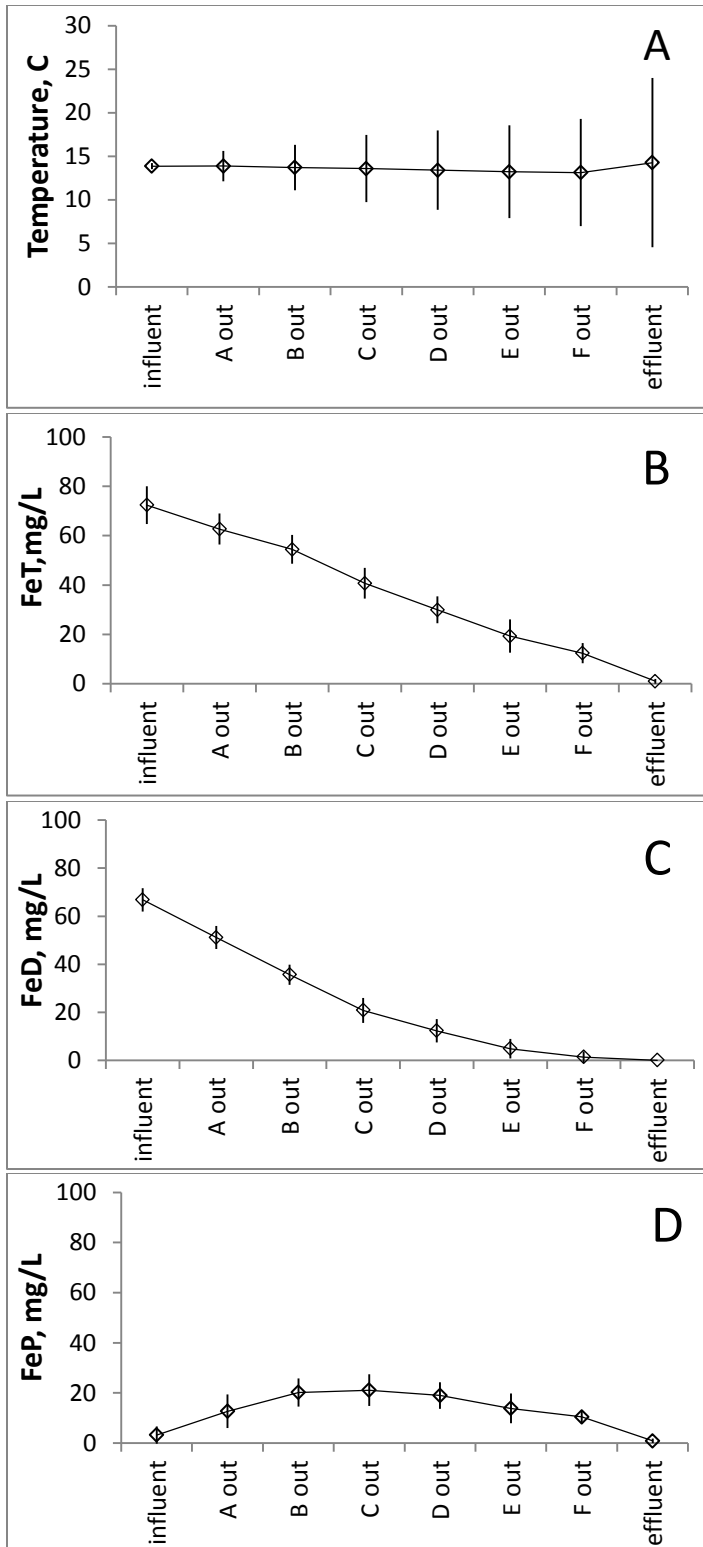 A
Temperature, C
30
25
20
15
10
5
0
influent
A out
B out
C out
D out
E out
F out
effluent
B
FeT,mg/L
100
80
60
40
20
0
influent
A out
B out
C out
D out
E out
F out
effluent
C
FeD, mg/L
100
80
60
40
20
0
influent
A out
B out
C out
D out
E out
F out
effluent
D
FeP, mg/L
100
80
60
40
20
0
influent
A out
B out
C out
D out
E out
F out
effluent